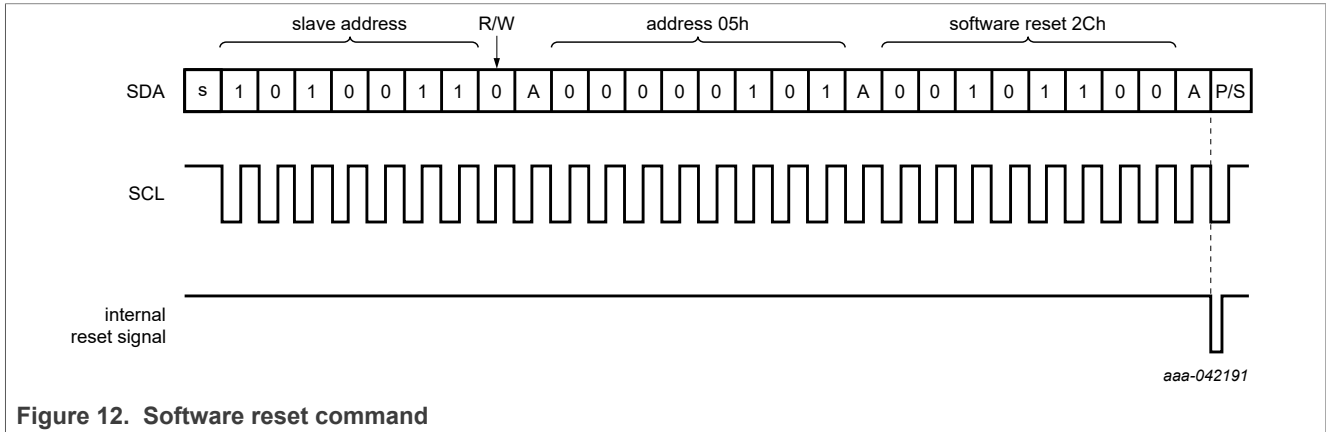 slave address R/W address 05h software reset 2Ch
SDA s 1 0 1 0 0 1 1 0 A 0 0 0 0 0 1 0 1 A 0 0 1 0 1 1 0 0 A P/S
SCL
internal
reset signal
aaa-042191
Figure 12. Software reset command